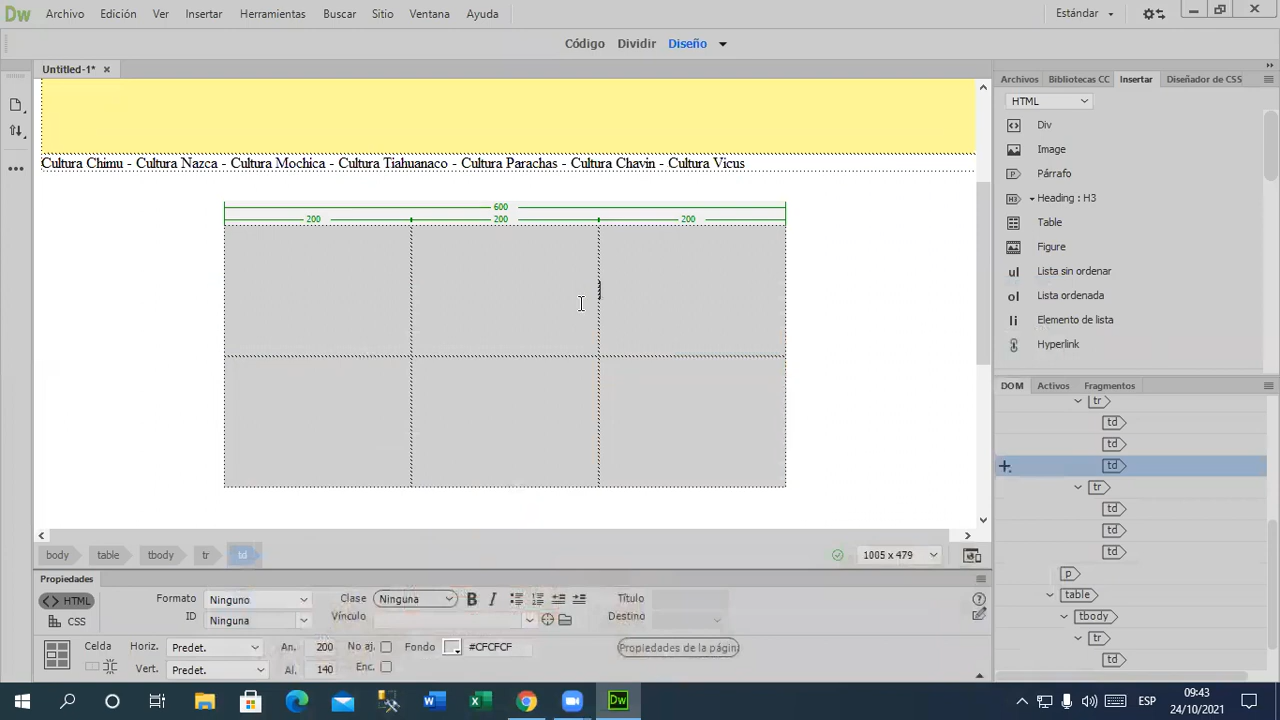 Dw Archivo Edición Ver Insertar Herramientas Buscar Sitio Ventana Ayuda Estándar
Código Dividir Diseño
Untitled-1* ×
Archivos Bibliotecas CC Insertar Diseñador de CSS
HTML
Div
Image
Párrafo
Heading : H3
Table
Figure
ul Lista sin ordenar
ol Lista ordenada
li Elemento de lista
Hyperlink
Cultura Chimu - Cultura Nazca - Cultura Mochica - Cultura Tiahuanaco - Cultura Parachas - Cultura Chavin - Cultura Vicus
600
200 200 200
DOM Activos Fragmentos
tr
td
td
td
tr
td
td
td
p
table
tbody
tr
td
body table tbody tr td 1005 x 479
Propiedades
<> HTML Formato Ninguno Clase Ninguna B I Título
CSS ID Ninguna Vínculo Destino
Celda Horiz. Predet. An. 200 No aj. Fondo #CFCFCF Propiedades de la págin
Vert. Predet. Al. 140 Enc.
ESP 09:43
24/10/2021